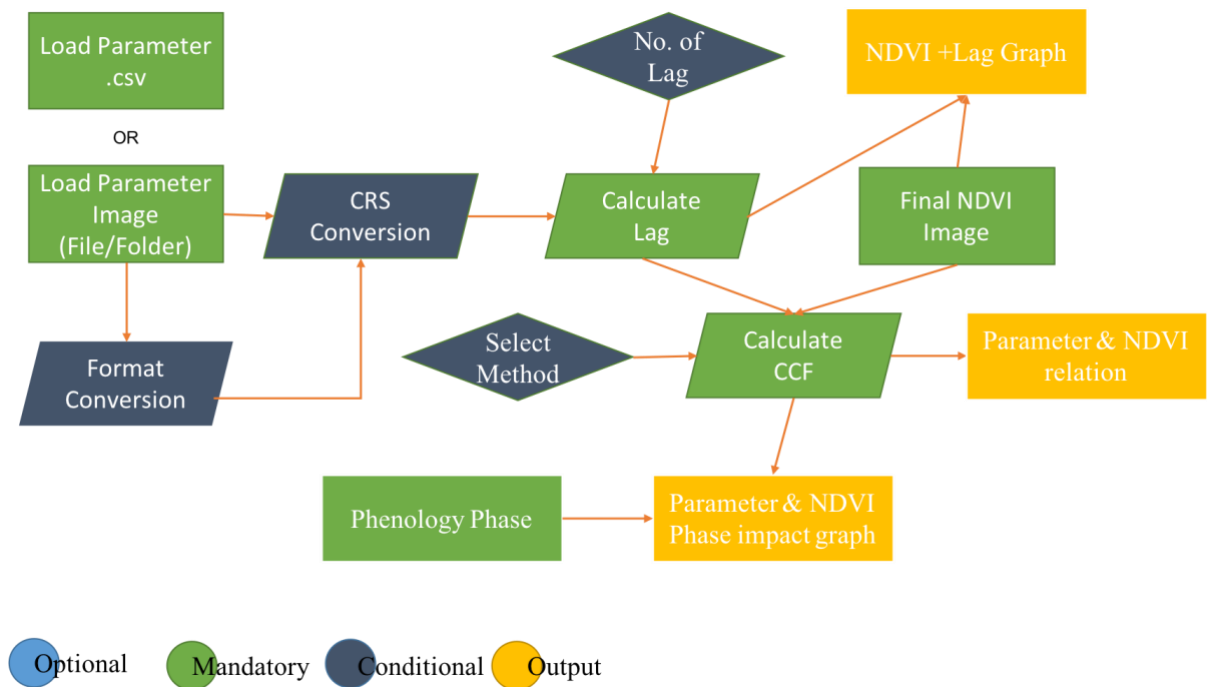 Load Parameter
.csv
OR
Load Parameter
Image
(File/Folder)
Format
Conversion
CRS
Conversion
No. of
Lag
Calculate
Lag
NDVI +Lag Graph
Final NDVI
Image
Select
Method
Calculate
CCF
Parameter & NDVI
relation
Phenology Phase
Parameter & NDVI
Phase impact graph
Optional
Mandatory
Conditional
Output